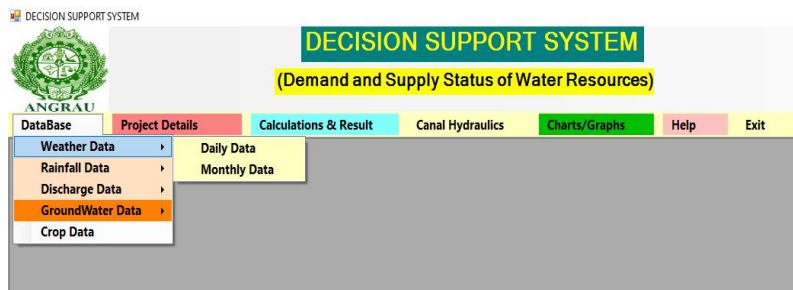 DECISION SUPPORT SYSTEM
DECISION SUPPORT SYSTEM
(Demand and Supply Status of Water Resources)
ANGRAU
DataBase Project Details Calculations & Result Canal Hydraulics Charts/Graphs Help Exit
Weather Data Daily Data
Rainfall Data Monthly Data
Discharge Data
GroundWater Data
Crop Data